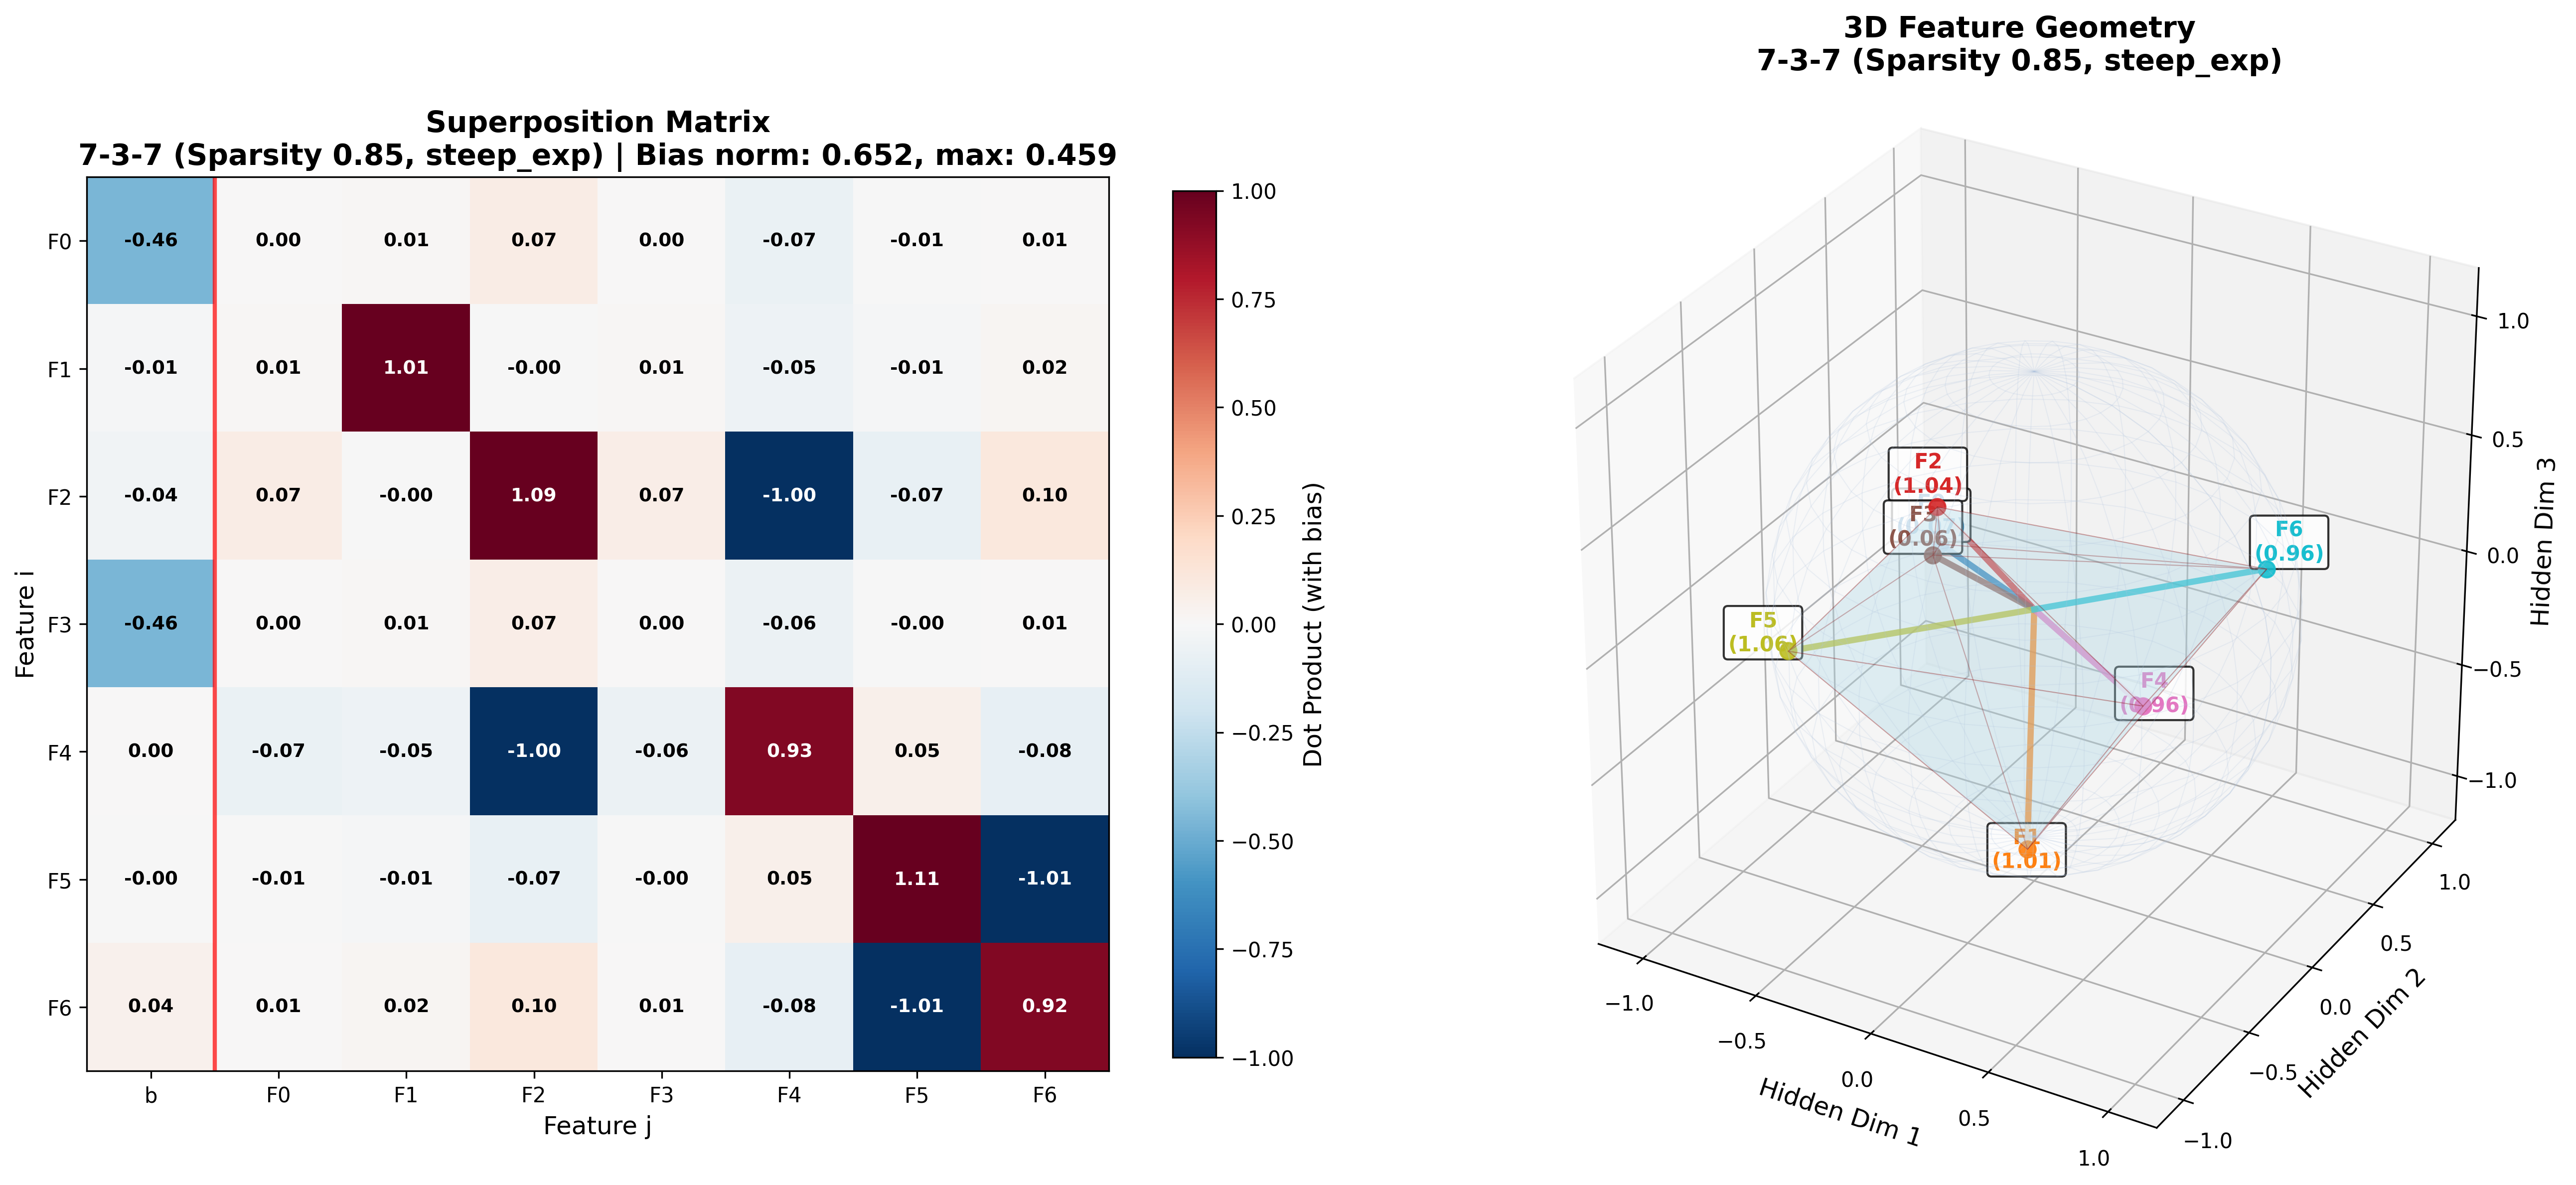 Superposition Matrix
7-3-7 (Sparsity 0.85, steep_exp) | Bias norm: 0.652, max: 0.459
F0 -0.46 0.00 0.01 0.07 0.00 -0.07 -0.01 0.01
F1 -0.01 0.01 1.01 -0.00 0.01 -0.05 -0.01 0.02
F2 -0.04 0.07 -0.00 1.09 0.07 -1.00 -0.07 0.10
F3 -0.46 0.00 0.01 0.07 0.00 -0.06 -0.00 0.01
F4 0.00 -0.07 -0.05 -1.00 -0.06 0.93 0.05 -0.08
F5 -0.00 -0.01 -0.01 -0.07 -0.00 0.05 1.11 -1.01
F6 0.04 0.01 0.02 0.10 0.01 -0.08 -1.01 0.92
b F0 F1 F2 F3 F4 F5 F6
Feature j
Feature i
1.00
0.75
0.50
0.25
0.00
−0.25
−0.50
−0.75
−1.00
Dot Product (with bias)
3D Feature Geometry
7-3-7 (Sparsity 0.85, steep_exp)
F2
(1.04)
F3
(0.06)
F6
(0.96)
F5
(1.06)
F4
(0.96)
F1
(1.01)
−1.0
−0.5
0.0
0.5
1.0
Hidden Dim 1
−1.0
−0.5
0.0
0.5
1.0
Hidden Dim 2
1.0
0.5
0.0
−0.5
−1.0
Hidden Dim 3